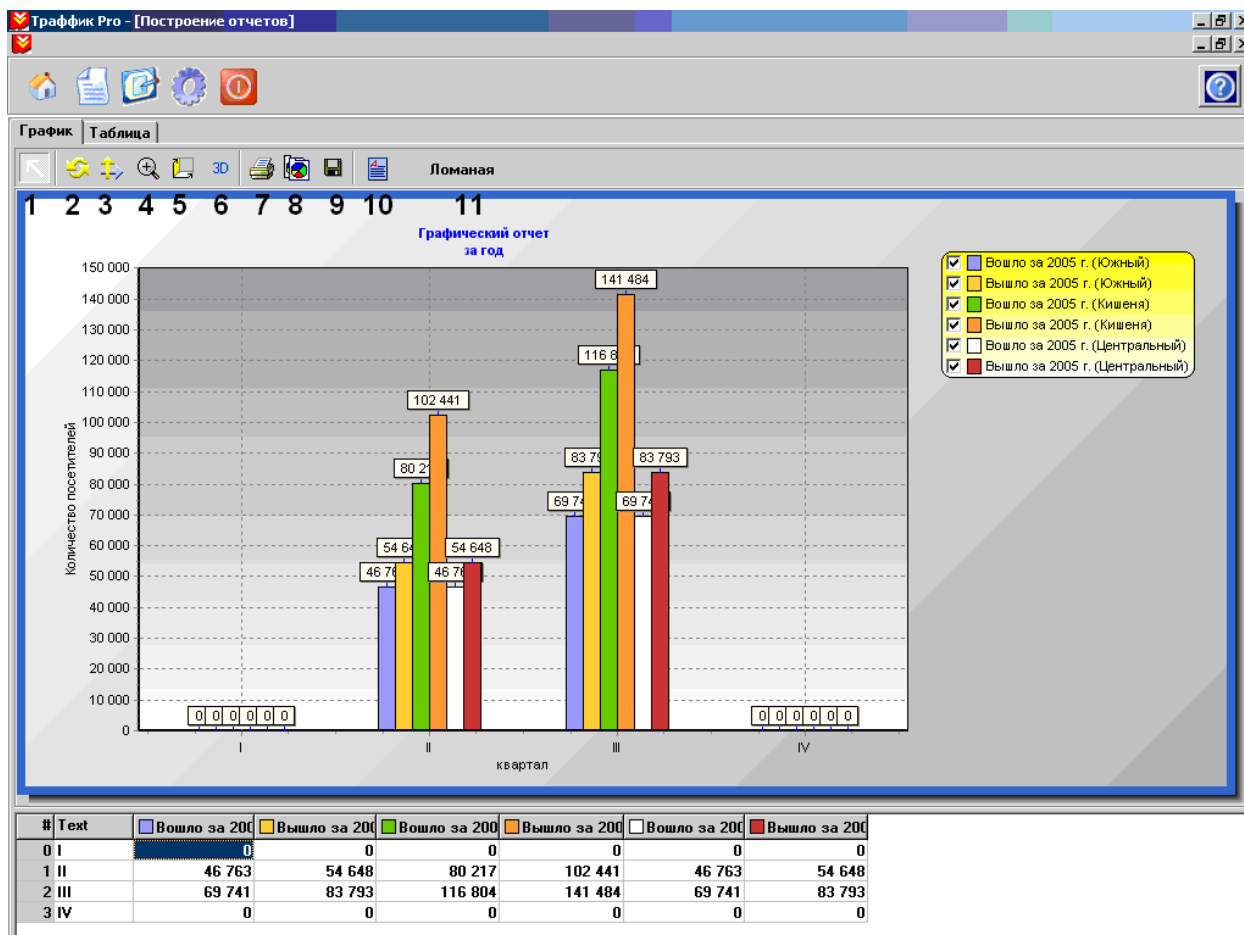 Траффик Pro - [Построение отчетов]
График Таблица
3D Ломаная
1 2 3 4 5 6 7 8 9 10 11
Графический отчет
за год
Вошло за 2005 г. (Южный)
Вышло за 2005 г. (Южный)
Вошло за 2005 г. (Кишеня)
Вышло за 2005 г. (Кишеня)
Вошло за 2005 г. (Центральный)
Вышло за 2005 г. (Центральный)
Количество посетителей
150 000
140 000
130 000
120 000
110 000
100 000
90 000
80 000
70 000
60 000
50 000
40 000
30 000
20 000
10 000
0
0 0 0 0 0 0
46 76
54 64
80 21
102 441
46 76
54 648
69 74
83 79
116 8
141 484
69 74
83 793
0 0 0 0 0 0
I II III IV
квартал
# Text Вошло за 200 Вышло за 200 Вошло за 200 Вышло за 200 Вошло за 200 Вышло за 200
0 I 0 0 0 0 0 0
1 II 46 763 54 648 80 217 102 441 46 763 54 648
2 III 69 741 83 793 116 804 141 484 69 741 83 793
3 IV 0 0 0 0 0 0